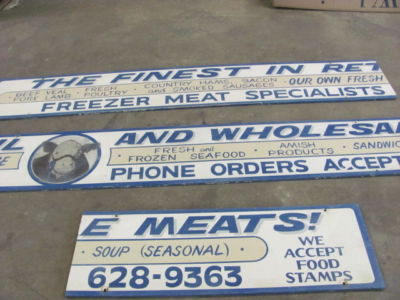 THE FINEST IN RET
BEEF VEAL · FRESH · COUNTRY HAMS, BACON · OUR OWN FRESH
PORK LAMB POULTRY and SMOKED SAUSAGES
FREEZER MEAT SPECIALISTS
AND WHOLESA
· FRESH and · AMISH · SANDWIC
FROZEN SEAFOOD PRODUCTS
PHONE ORDERS ACCEPT
E MEATS!
· SOUP (SEASONAL) ·
628-9363
WE
ACCEPT
FOOD
STAMPS